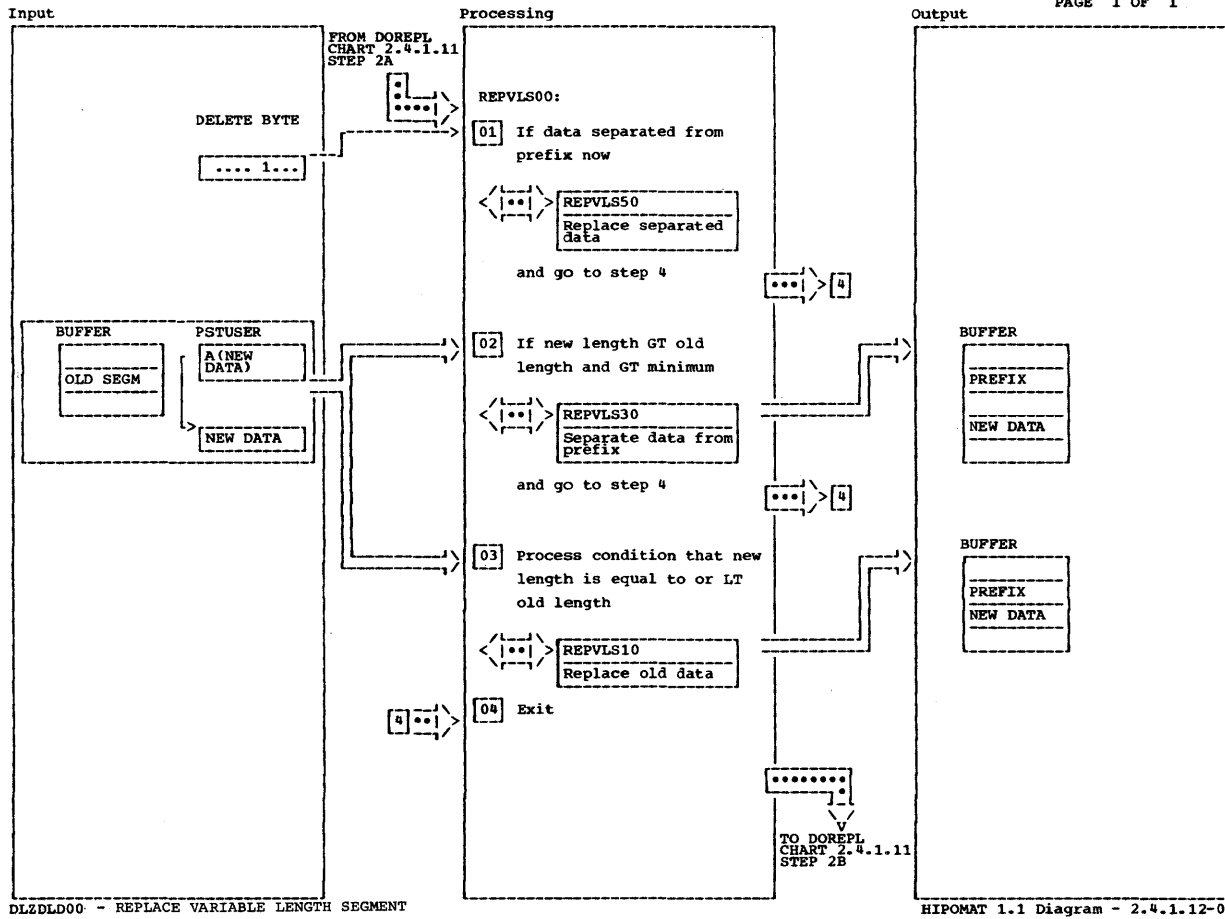 PAGE 1 OF 1
Input
Processing
Output
FROM DOREPL
CHART 2.4.1.11
STEP 2A
REPVLS00:
DELETE BYTE
.... 1...
01 If data separated from
prefix now
REPVLS50
Replace separated
data
and go to step 4
4
BUFFER
OLD SEGM
PSTUSER
A(NEW
DATA)
NEW DATA
02 If new length GT old
length and GT minimum
REPVLS30
Separate data from
prefix
and go to step 4
4
BUFFER
PREFIX
NEW DATA
03 Process condition that new
length is equal to or LT
old length
REPVLS10
Replace old data
BUFFER
PREFIX
NEW DATA
4
04 Exit
TO DOREPL
CHART 2.4.1.11
STEP 2B
DLZDLD00 - REPLACE VARIABLE LENGTH SEGMENT
HIPOMAT 1.1 Diagram - 2.4.1.12-0